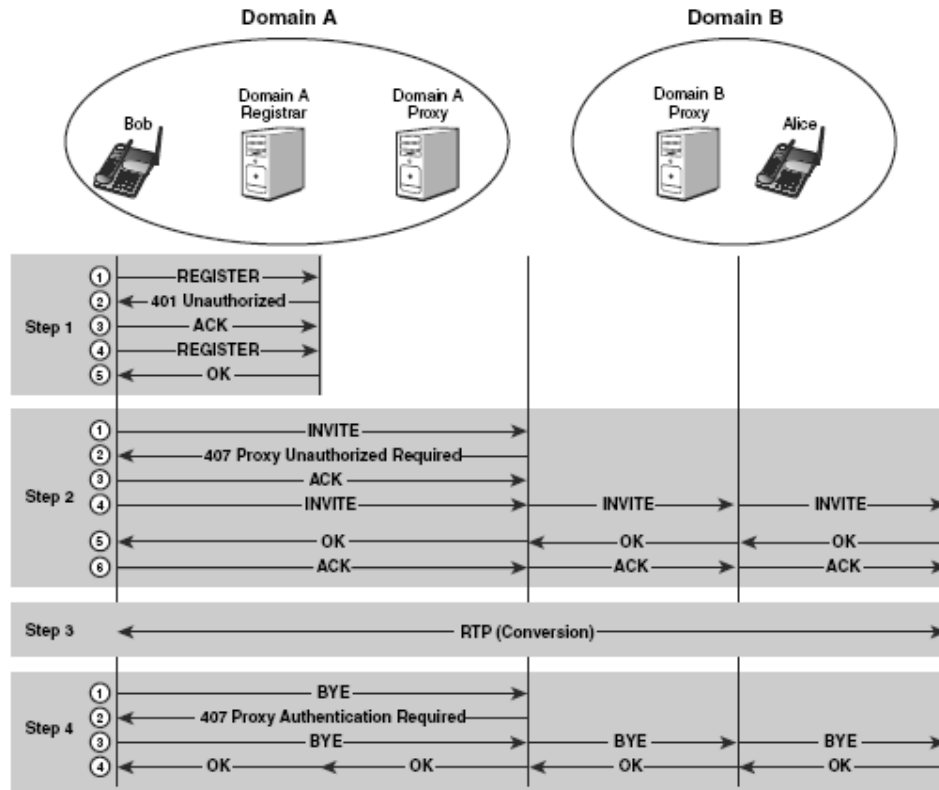 Domain A
Domain B
Bob
Domain A
Registrar
Domain A
Proxy
Domain B
Proxy
Alice
Step 1
1 REGISTER
2 401 Unauthorized
3 ACK
4 REGISTER
5 OK
Step 2
1 INVITE
2 407 Proxy Unauthorized Required
3 ACK
4 INVITE INVITE INVITE
5 OK OK OK
6 ACK ACK ACK
Step 3
RTP (Conversion)
Step 4
1 BYE
2 407 Proxy Authentication Required
3 BYE BYE BYE
4 OK OK OK OK